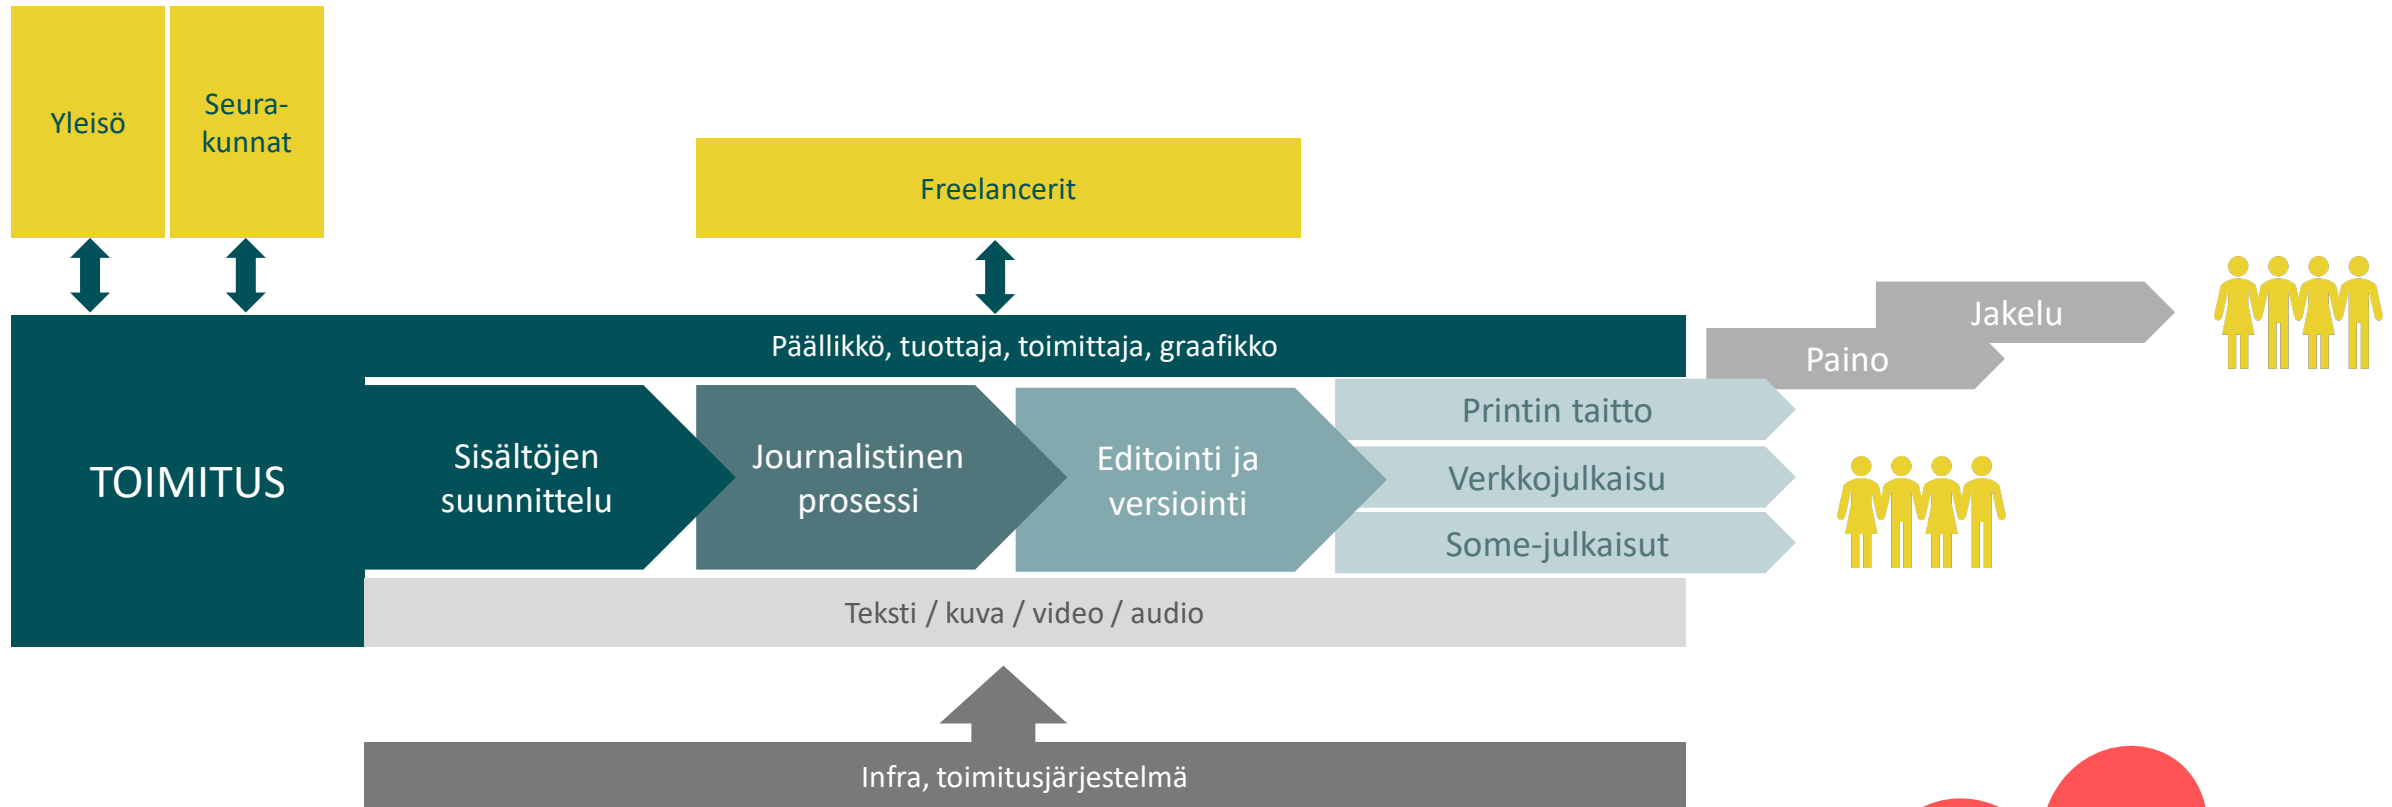 Yleisö
Seura-
kunnat
Freelancerit
Päällikkö, tuottaja, toimittaja, graafikko
Jakelu
Paino
TOIMITUS
Sisältöjen
suunnittelu
Journalistinen
prosessi
Editointi ja
versiointi
Printin taitto
Verkkojulkaisu
Some-julkaisut
Teksti / kuva / video / audio
Infra, toimitusjärjestelmä